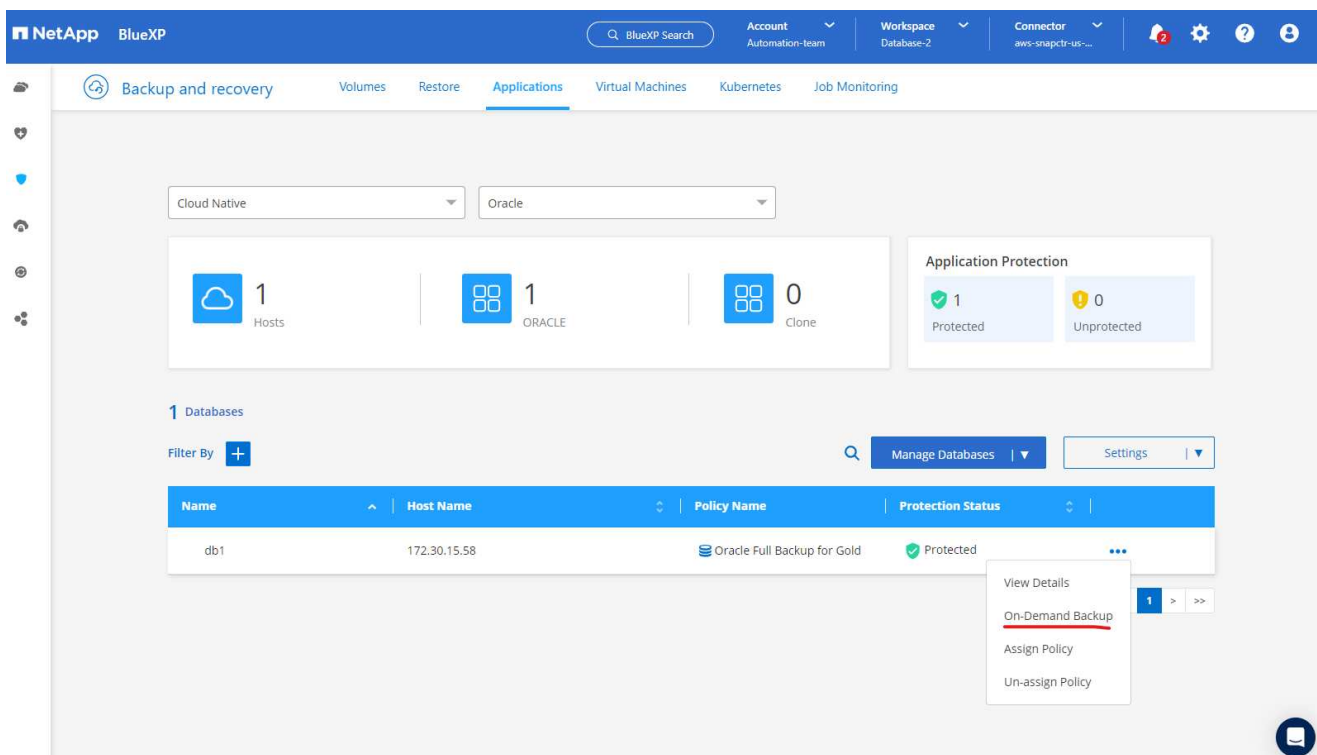 NetApp BlueXP
BlueXP Search
Account
Automation-team
Workspace
Database-2
Connector
aws-snapctr-us-...
2
Backup and recovery
Volumes
Restore
Applications
Virtual Machines
Kubernetes
Job Monitoring
Cloud Native
Oracle
1
Hosts
1
ORACLE
0
Clone
Application Protection
1
Protected
0
Unprotected
1 Databases
Filter By
Manage Databases
Settings
Name Host Name Policy Name Protection Status
db1 172.30.15.58 Oracle Full Backup for Gold Protected
View Details
On-Demand Backup
Assign Policy
Un-assign Policy
1 > >>